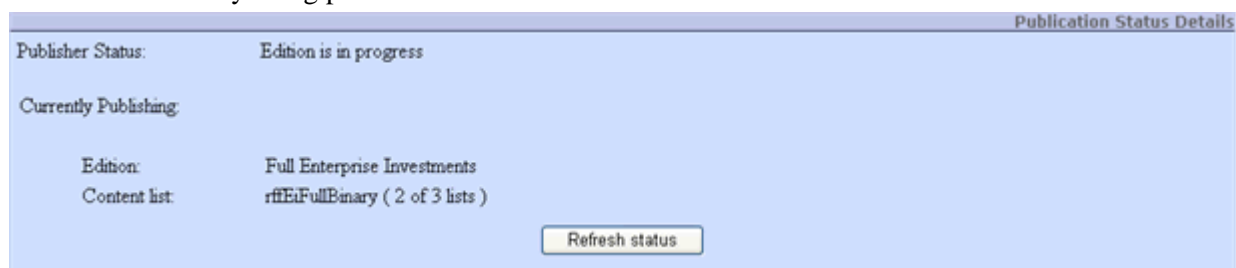 Publication Status Details
Publisher Status: Edition is in progress
Currently Publishing:
Edition: Full Enterprise Investments
Content list: rffEiFullBinary ( 2 of 3 lists )
Refresh status